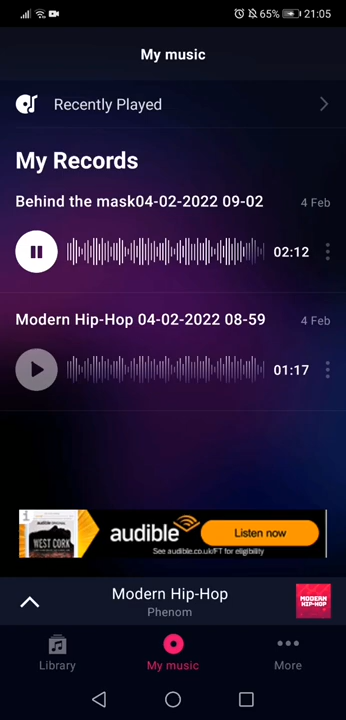 65% 21:05
My music
Recently Played
My Records
Behind the mask04-02-2022 09-02
4 Feb
02:12
Modern Hip-Hop 04-02-2022 08-59
4 Feb
01:17
WEST CORK
audible
Listen now
See audible.co.uk/FT for eligibility
Modern Hip-Hop
Phenom
MODERN
HIP-HOP
Library
My music
More